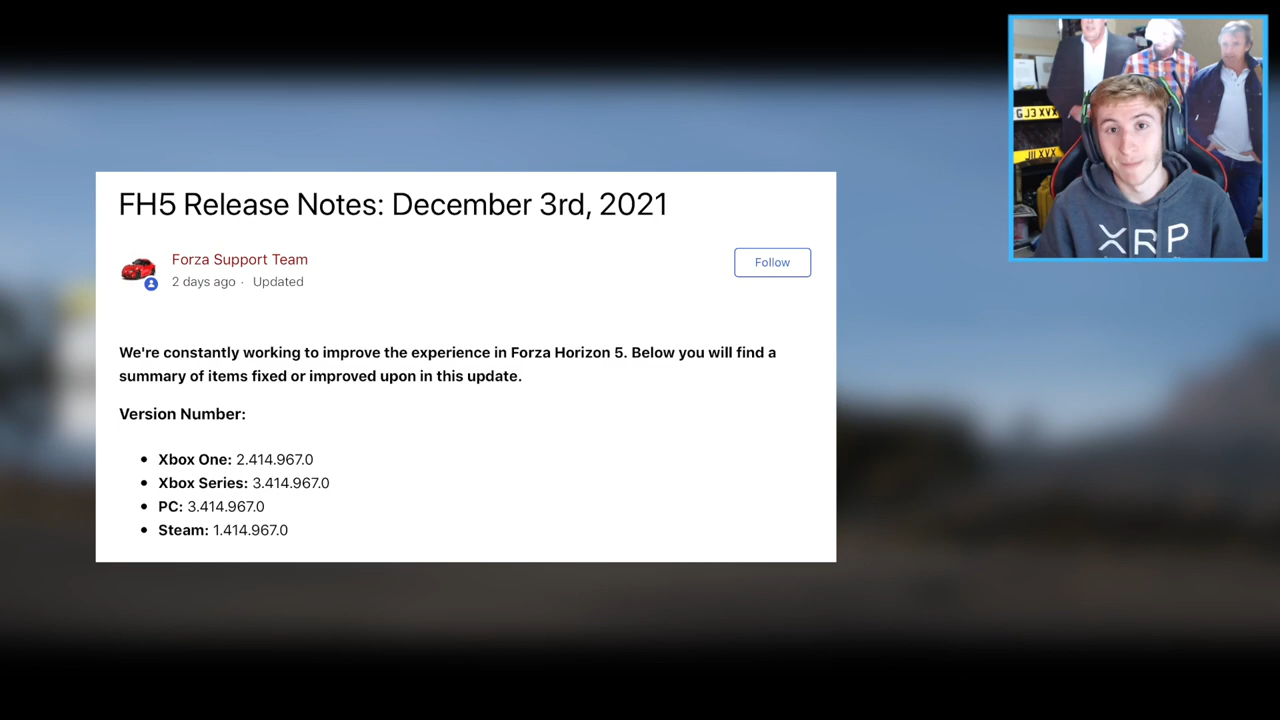 FH5 Release Notes: December 3rd, 2021
Forza Support Team
2 days ago · Updated
Follow
We're constantly working to improve the experience in Forza Horizon 5. Below you will find a
summary of items fixed or improved upon in this update.
Version Number:
• Xbox One: 2.414.967.0
• Xbox Series: 3.414.967.0
• PC: 3.414.967.0
• Steam: 1.414.967.0
GJ3 XVX
XRP